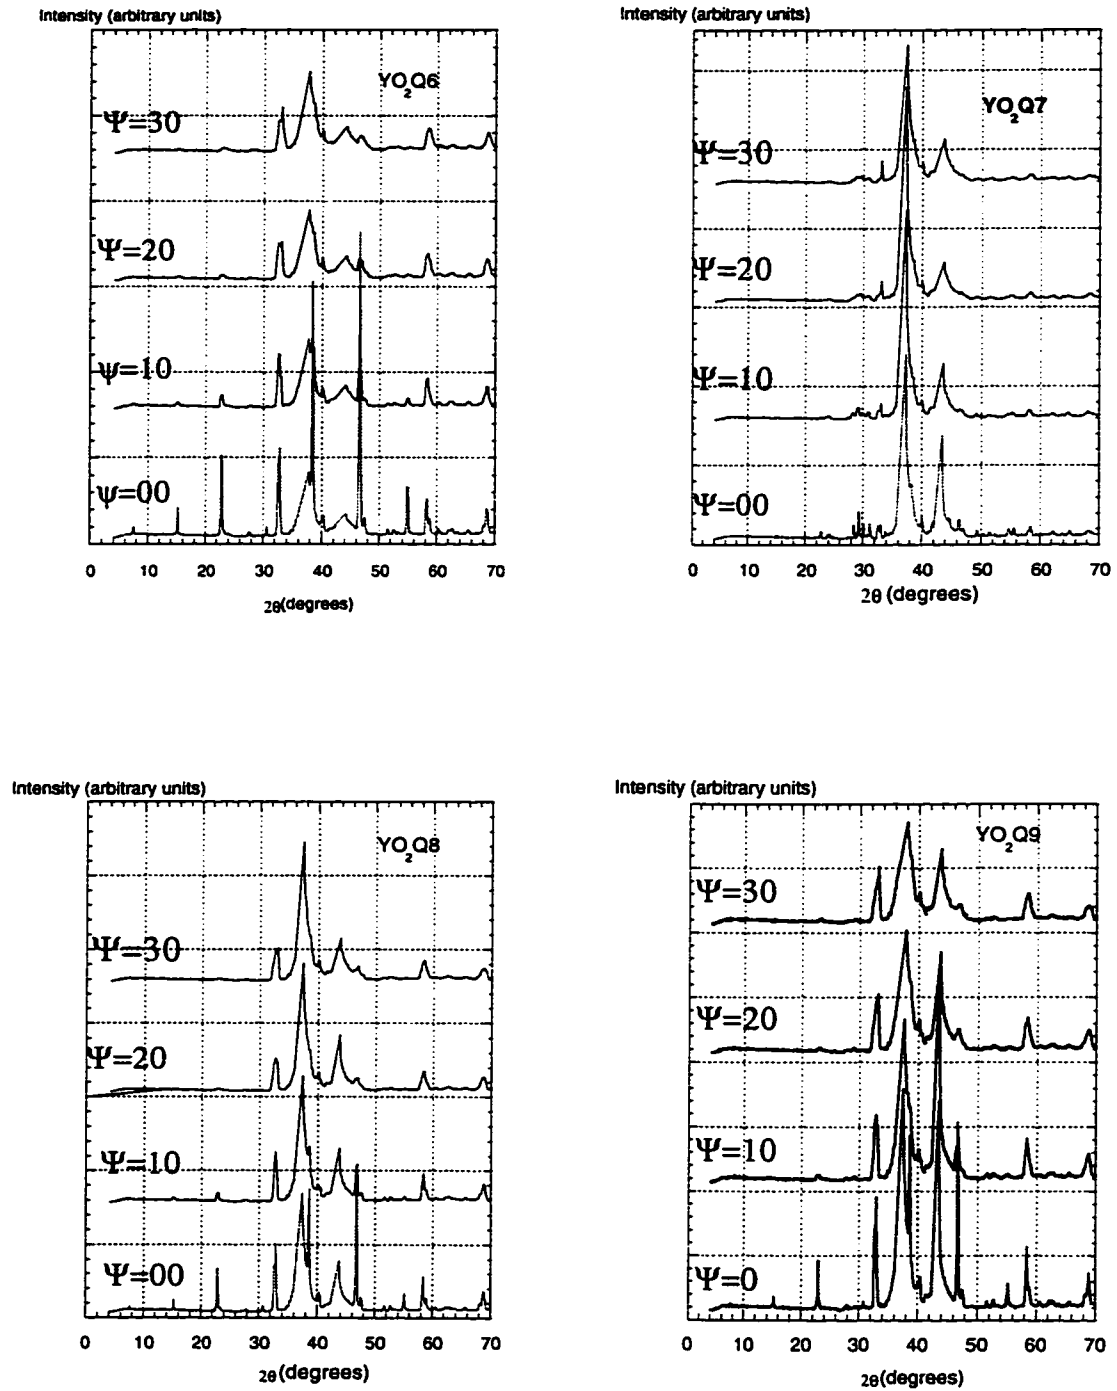 Intensity (arbitrary units)
YO2Q6
Ψ=30
Ψ=20
ψ=10
ψ=00
0 10 20 30 40 50 60 70
2θ(degrees)
Intensity (arbitrary units)
YO2Q7
Ψ=30
Ψ=20
Ψ=10
Ψ=00
0 10 20 30 40 50 60 70
2θ (degrees)
Intensity (arbitrary units)
YO2Q8
Ψ=30
Ψ=20
Ψ=10
Ψ=00
0 10 20 30 40 50 60 70
2θ(degrees)
Intensity (arbitrary units)
YO2Q9
Ψ=30
Ψ=20
Ψ=10
Ψ=0
0 10 20 30 40 50 60 70
2θ(degrees)